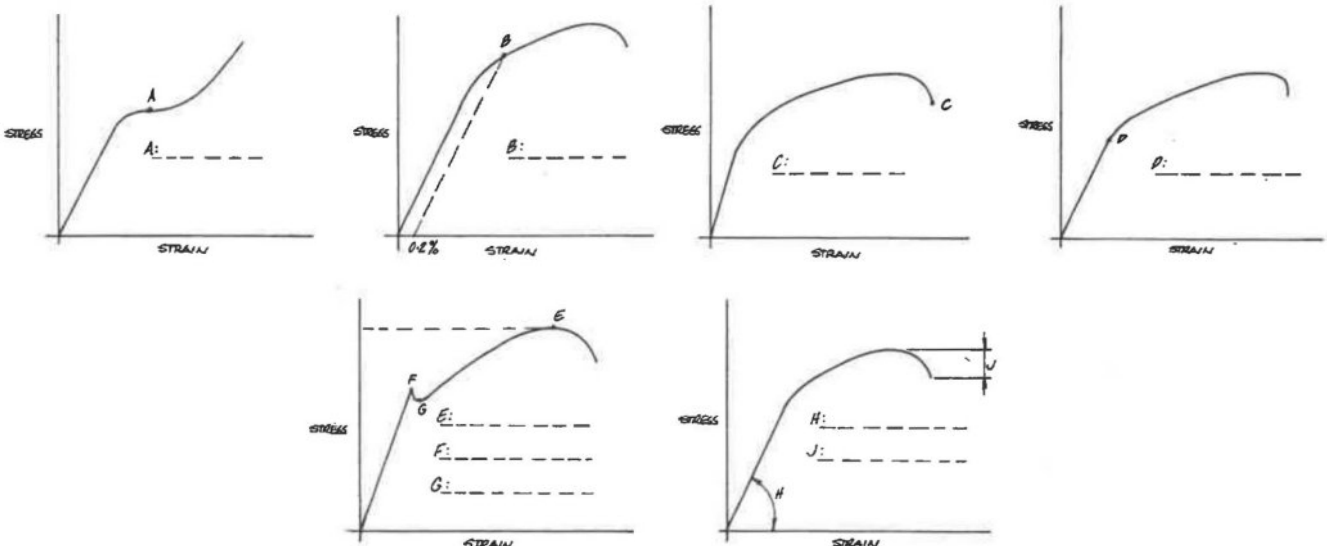 STRESS
A
A:
STRAIN
STRESS
B
B:
0.2%
STRAIN
STRESS
C
C:
STRAIN
STRESS
D
D:
STRAIN
STRESS
E
F
G
E:
F:
G:
STRAIN
STRESS
J
H:
J:
H
STRAIN